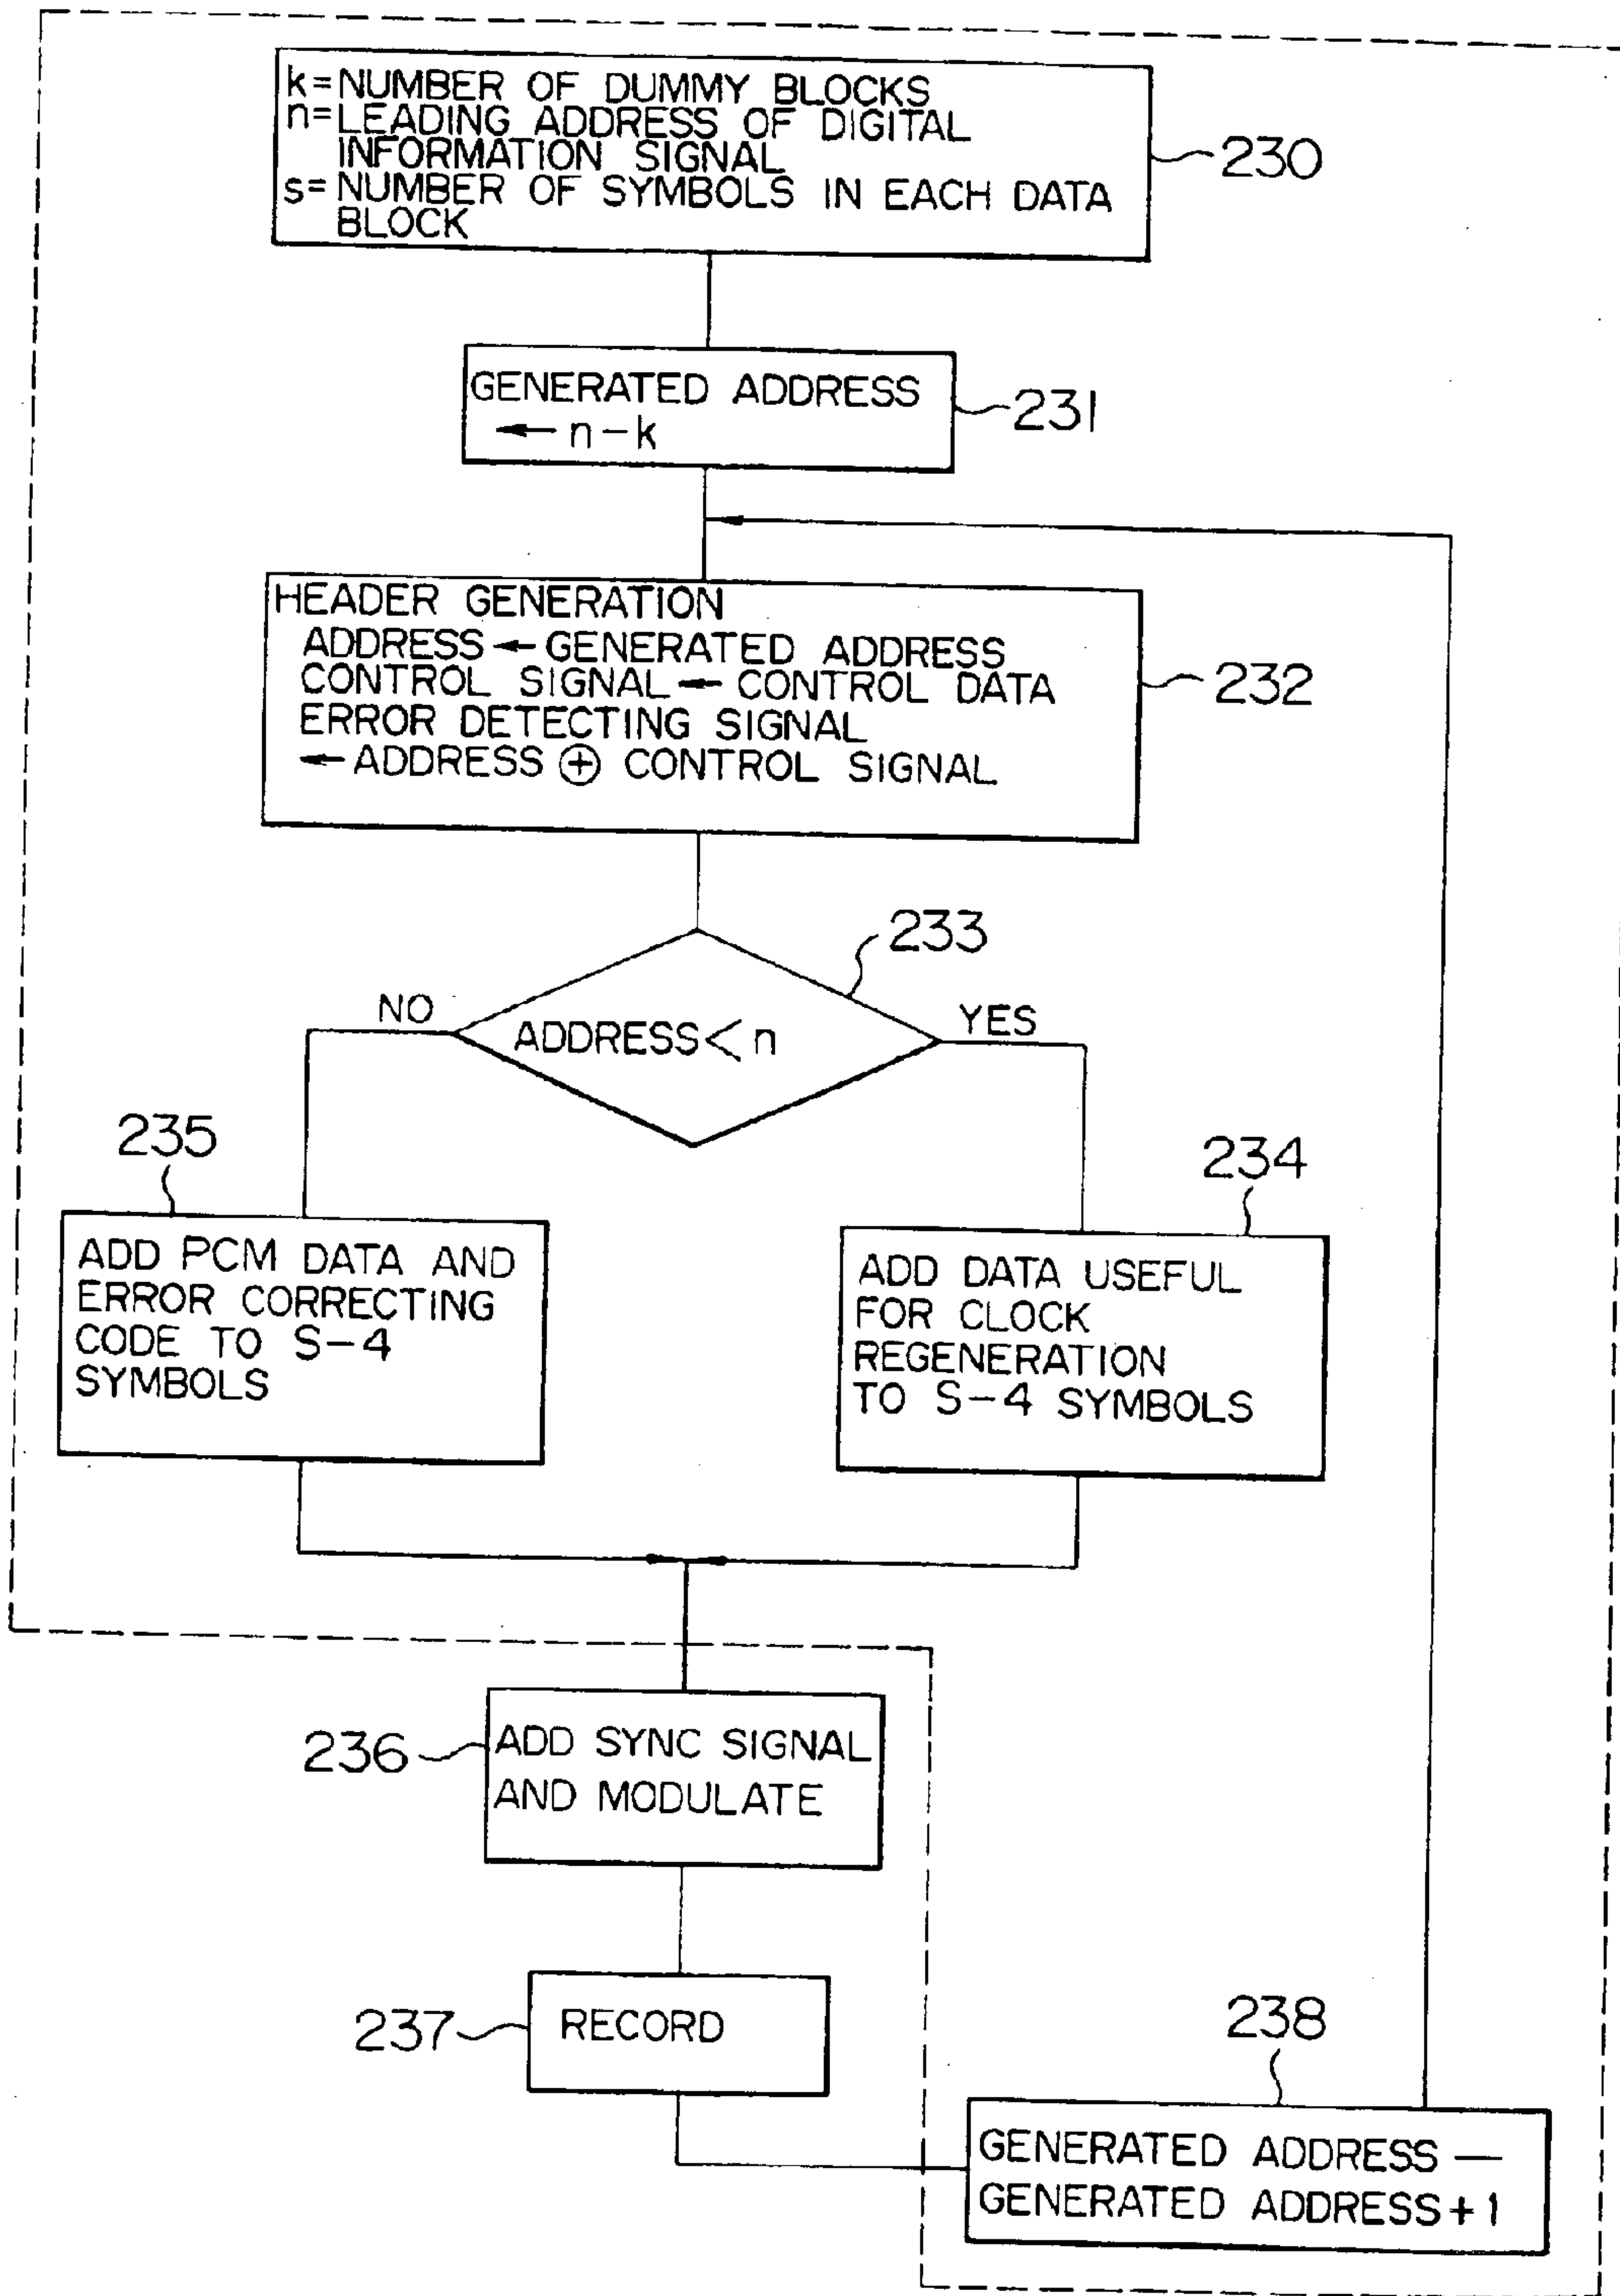 k=NUMBER OF DUMMY BLOCKS
n=LEADING ADDRESS OF DIGITAL
INFORMATION SIGNAL
s=NUMBER OF SYMBOLS IN EACH DATA
BLOCK
230
GENERATED ADDRESS
← n-k
231
HEADER GENERATION
ADDRESS ← GENERATED ADDRESS
CONTROL SIGNAL ← CONTROL DATA
ERROR DETECTING SIGNAL
← ADDRESS ⊕ CONTROL SIGNAL
232
233
NO
ADDRESS < n
YES
235
234
ADD PCM DATA AND
ERROR CORRECTING
CODE TO S-4
SYMBOLS
ADD DATA USEFUL
FOR CLOCK
REGENERATION
TO S-4 SYMBOLS
236
ADD SYNC SIGNAL
AND MODULATE
237
RECORD
238
GENERATED ADDRESS —
GENERATED ADDRESS+1